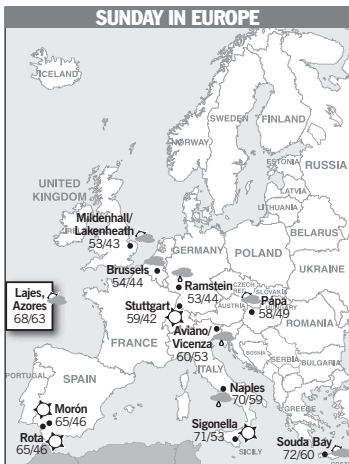 SUNDAY IN EUROPE
ICELAND
SWEDEN
FINLAND
NORWAY
ESTONIA
RUSSIA
LATVIA
LITHUANIA
UNITED
KINGDOM
Mildenhall/
Lakenheath
53/43
BELARUS
GERMANY
POLAND
UKRAINE
Brussels
54/44
Ramstein
53/44
CZECH
REP.
SLOVAKIA
Lajes,
Azores
68/63
Stuttgart
59/42
AUSTRIA
Pápa
58/49
ROMANIA
FRANCE
Aviano/
Vicenza
60/53
BOSNIA
SERBIA
BULGARIA
ITALY
PORTUGAL
SPAIN
Naples
70/59
Morón
65/46
GREECE
Rota
65/46
Sigonella
71/53
SICILY
Souda Bay
72/60